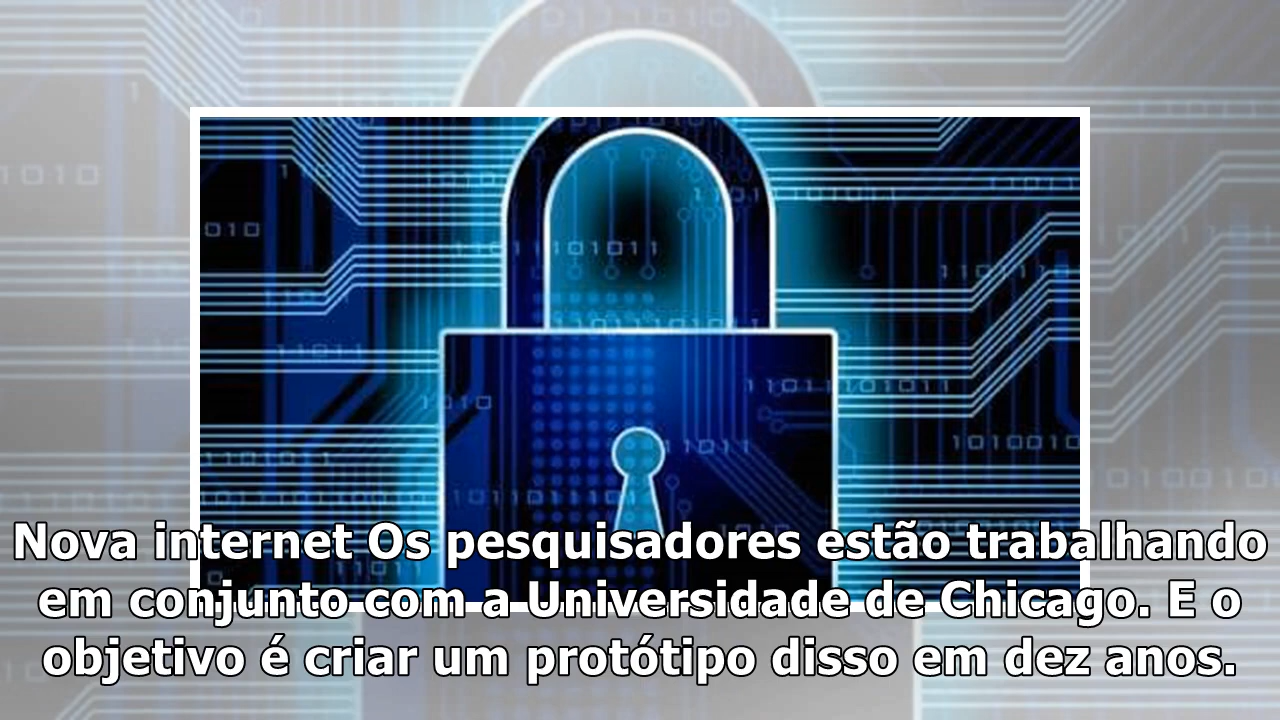 Nova internet Os pesquisadores estão trabalhando
em conjunto com a Universidade de Chicago. E o
objetivo é criar um protótipo disso em dez anos.